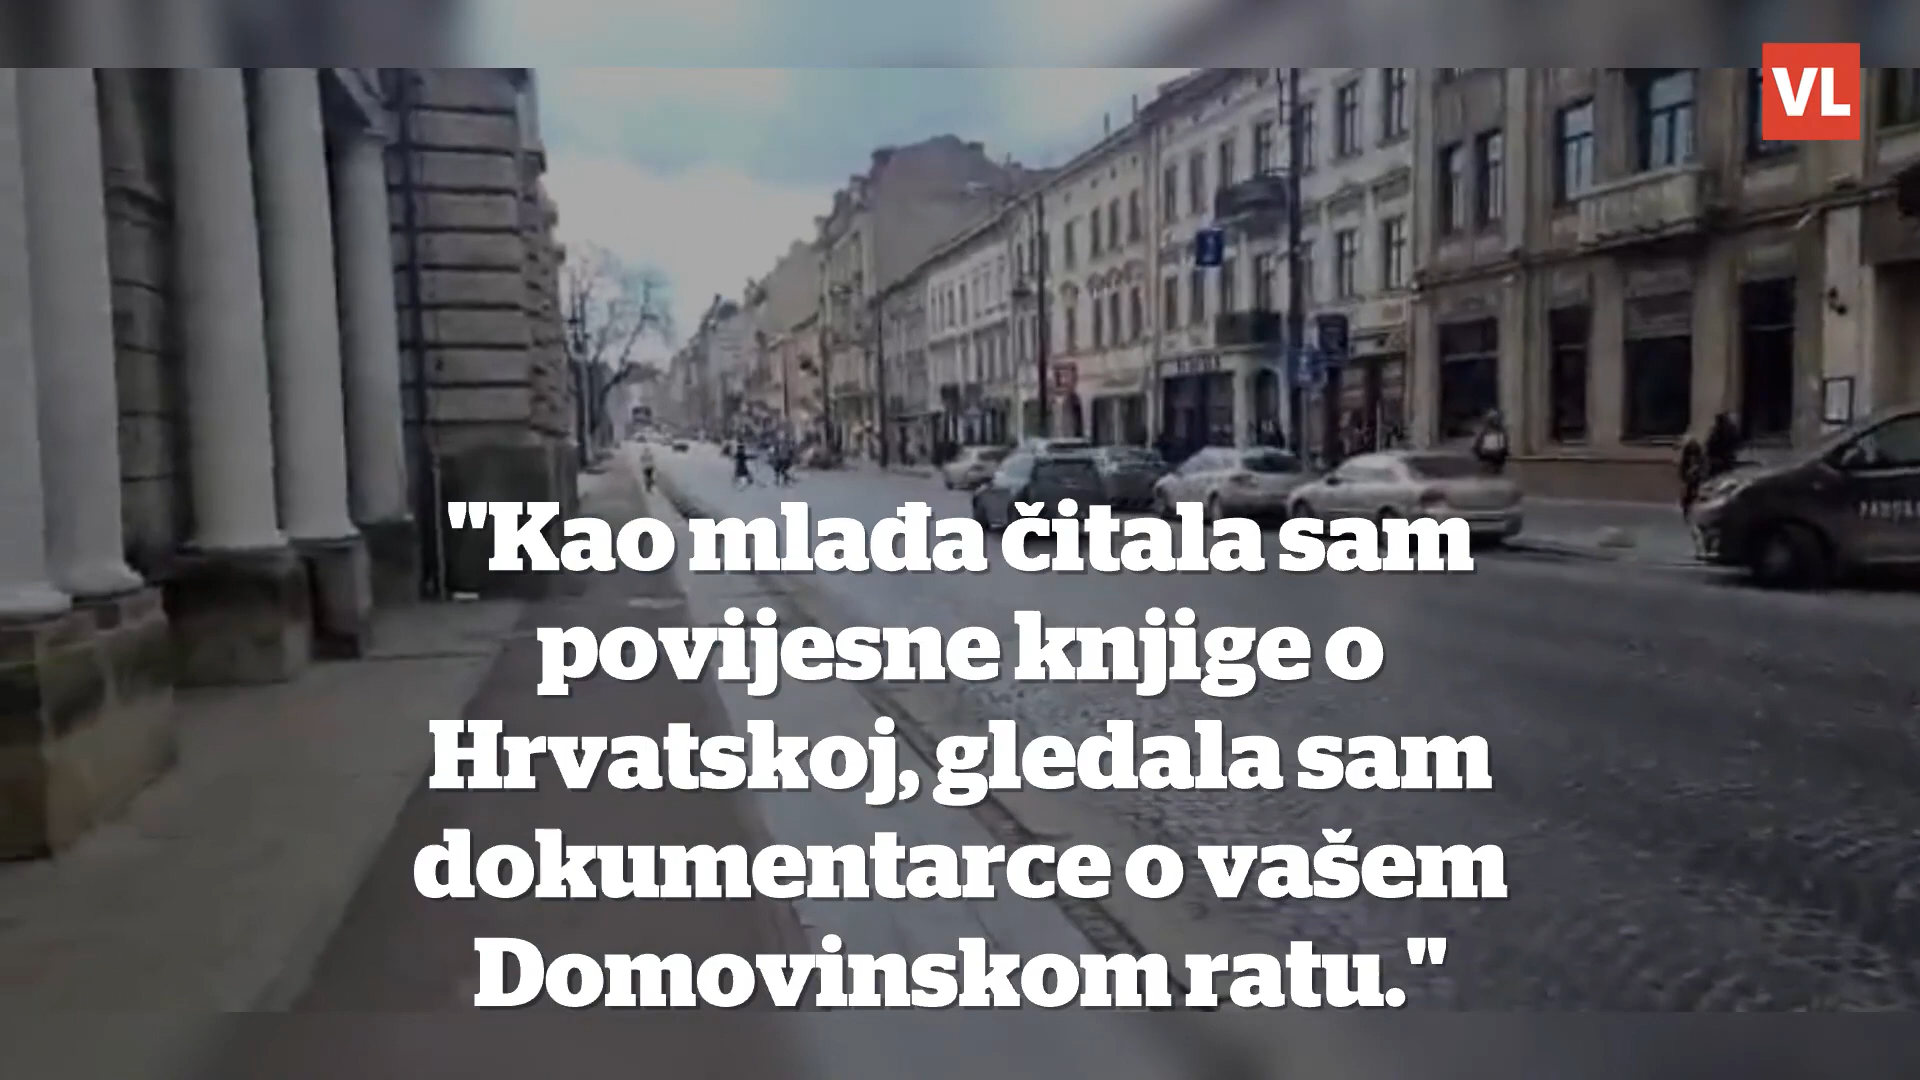 VL
"Kao mlađa čitala sam
povijesne knjige o
Hrvatskoj, gledala sam
dokumentarce o vašem
Domovinskom ratu."